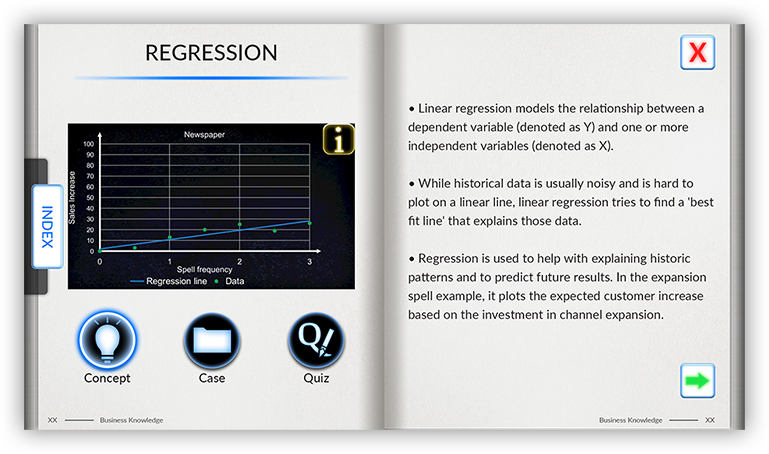 REGRESSION
Newspaper
i
100
90
80
70
60
50
40
30
20
10
0
Sales Increase
0 1 2 3
Spell frequency
Regression line Data
INDEX
Q
Concept Case Quiz
XX Business Knowledge
X
• Linear regression models the relationship between a
dependent variable (denoted as Y) and one or more
independent variables (denoted as X).
• While historical data is usually noisy and is hard to
plot on a linear line, linear regression tries to find a 'best
fit line' that explains those data.
• Regression is used to help with explaining historic
patterns and to predict future results. In the expansion
spell example, it plots the expected customer increase
based on the investment in channel expansion.
Business Knowledge XX